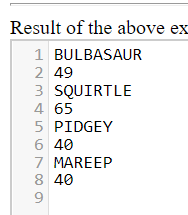 Result of the above ex
1 BULBASAUR
2 49
3 SQUIRTLE
4 65
5 PIDGEY
6 40
7 MAREEP
8 40
9